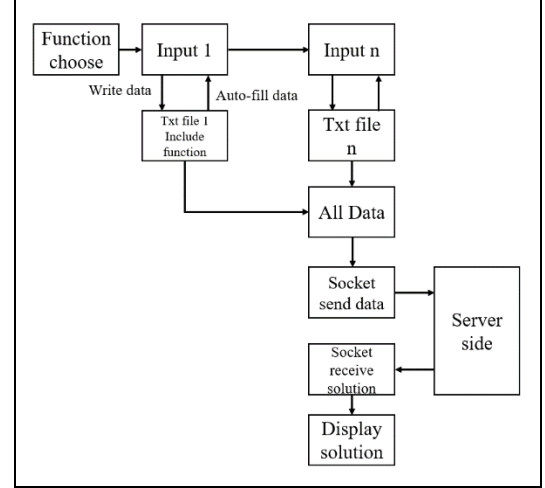 Function
choose
Input 1
Input n
Write data
Auto-fill data
Txt file 1
Include
function
Txt file
n
All Data
Socket
send data
Server
side
Socket
receive
solution
Display
solution